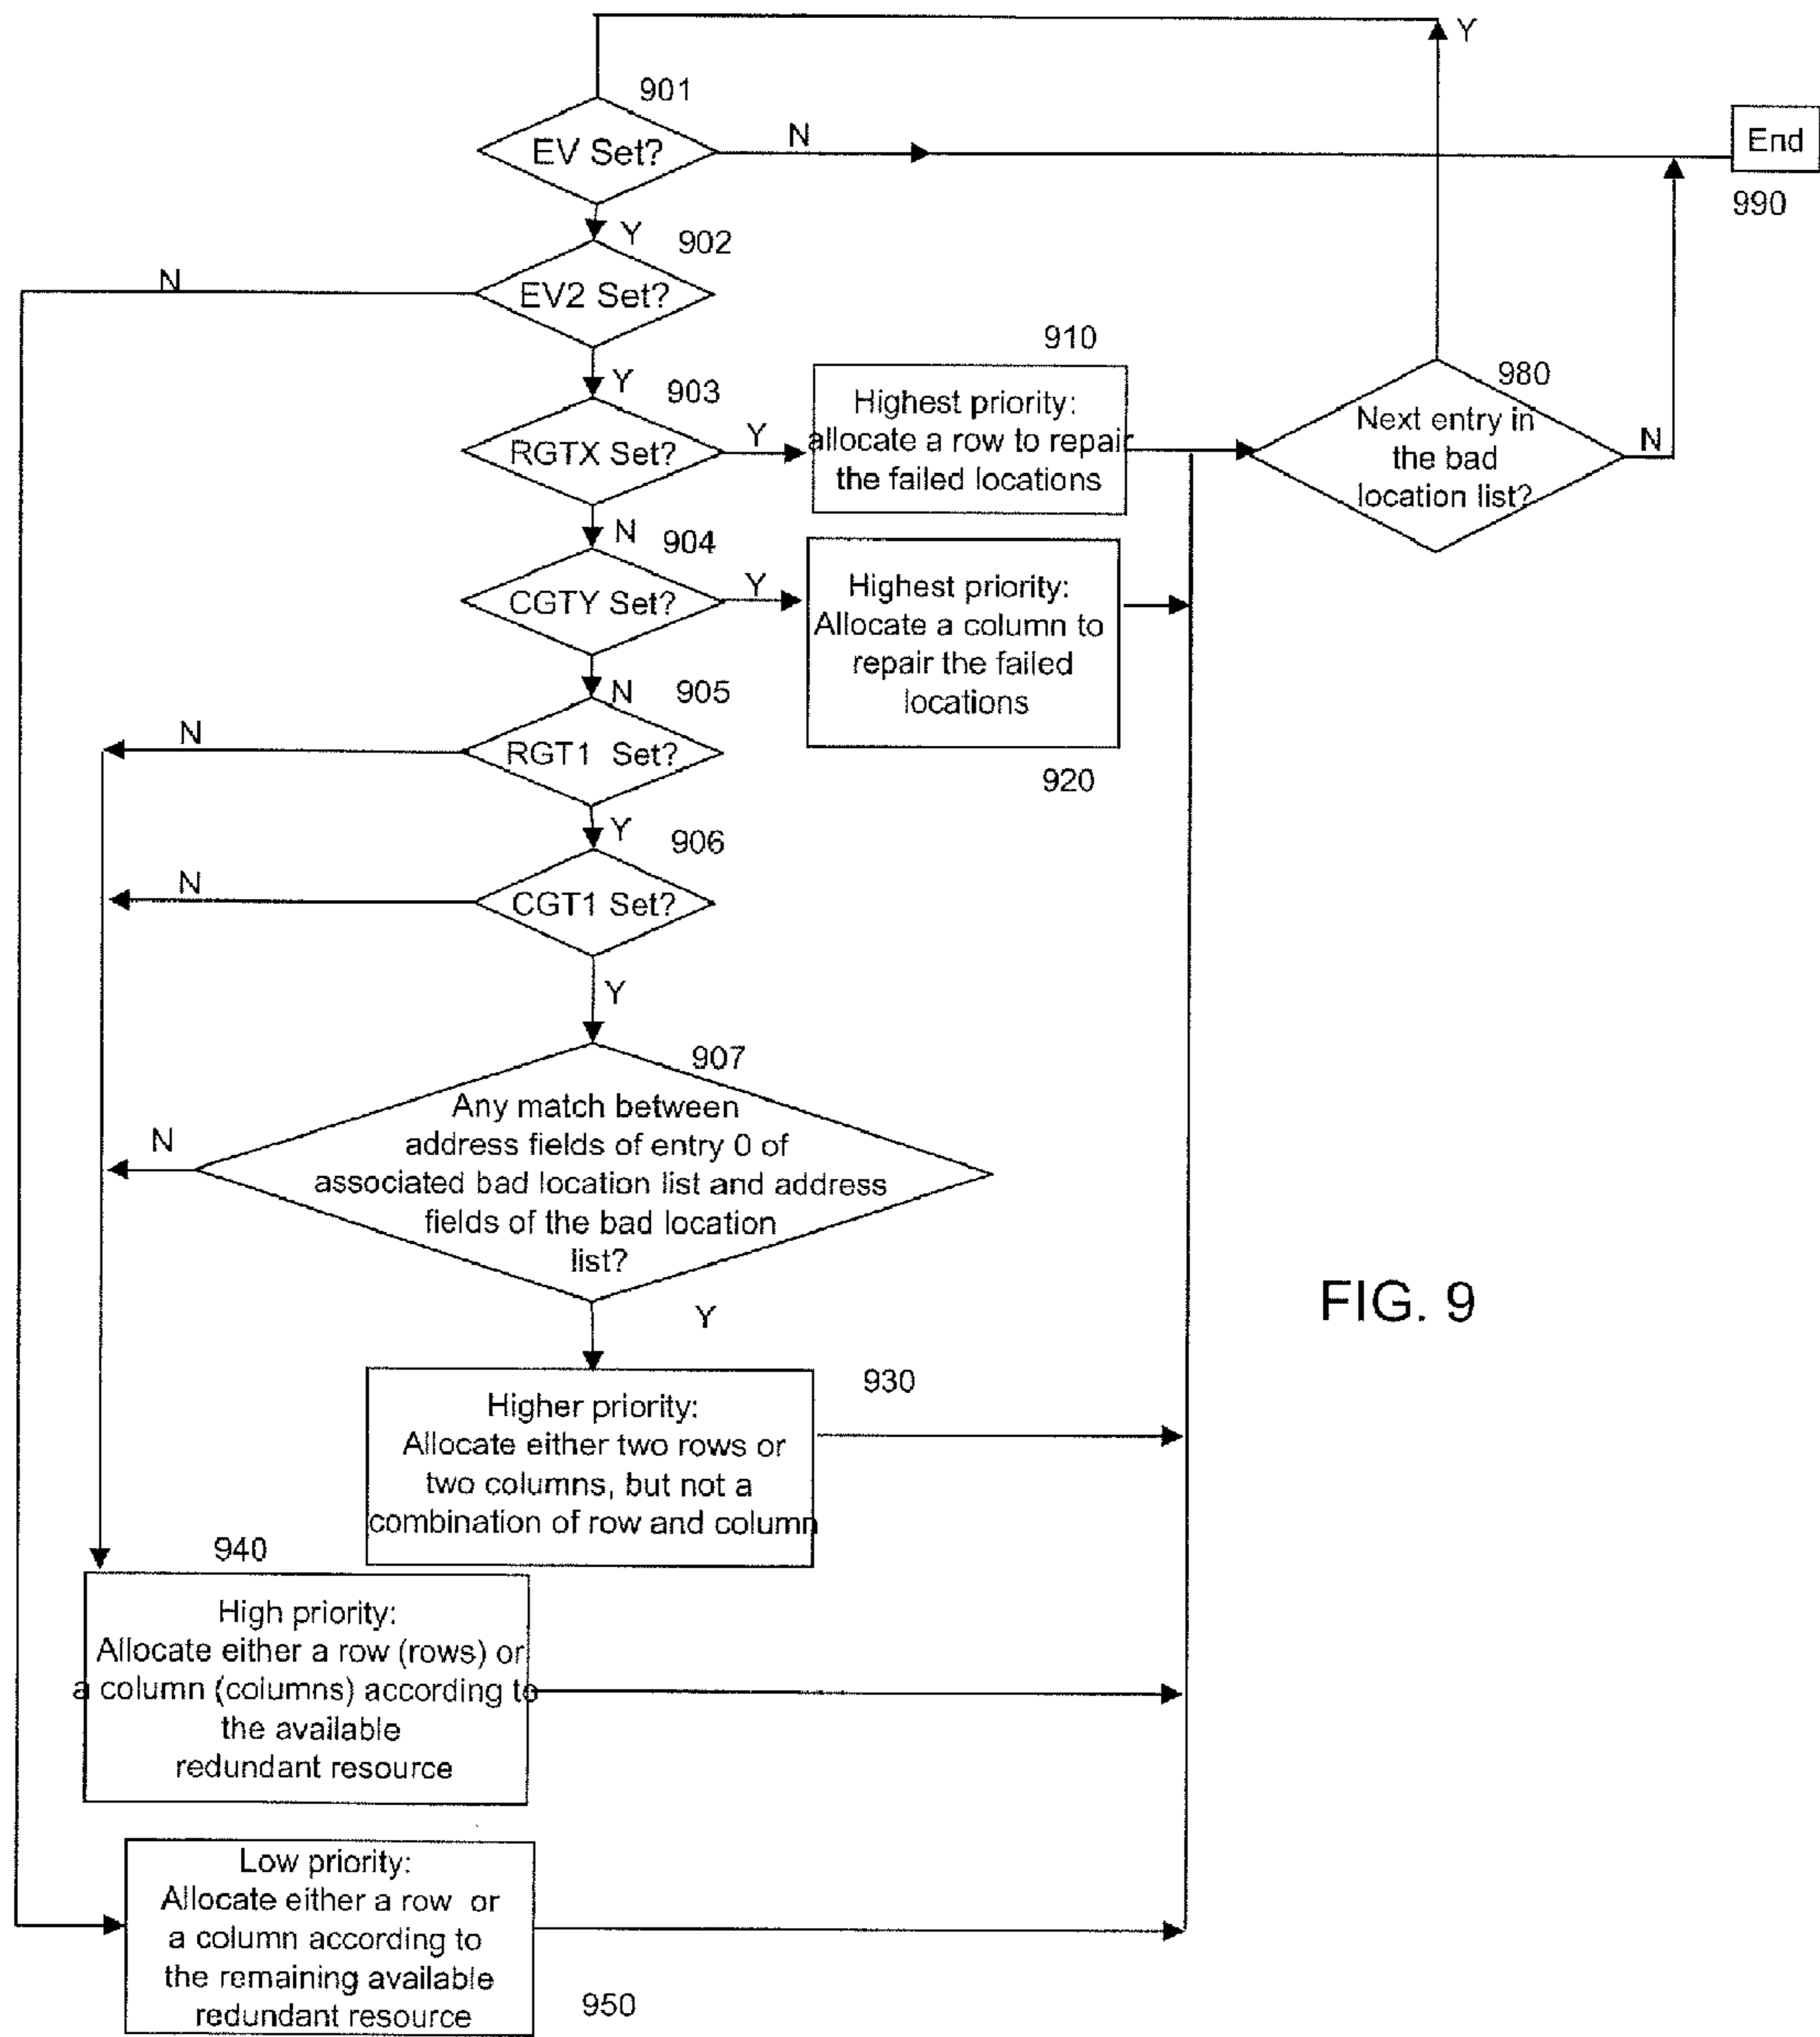 Y
901
EV Set?
N
End
990
Y
902
EV2 Set?
N
Y
903
RGTX Set?
Y
910
Highest priority:
allocate a row to repair
the failed locations
980
Next entry in
the bad
location list?
N
N
904
CGTY Set?
Y
Highest priority:
Allocate a column to
repair the failed
locations
920
N
905
RGT1 Set?
N
Y
906
CGT1 Set?
N
Y
907
Any match between
address fields of entry 0 of
associated bad location list and address
fields of the bad location
list?
N
Y
930
Higher priority:
Allocate either two rows or
two columns, but not a
combination of row and column
FIG. 9
940
High priority:
Allocate either a row (rows) or
a column (columns) according to
the available
redundant resource
Low priority:
Allocate either a row or
a column according to
the remaining available
redundant resource
950